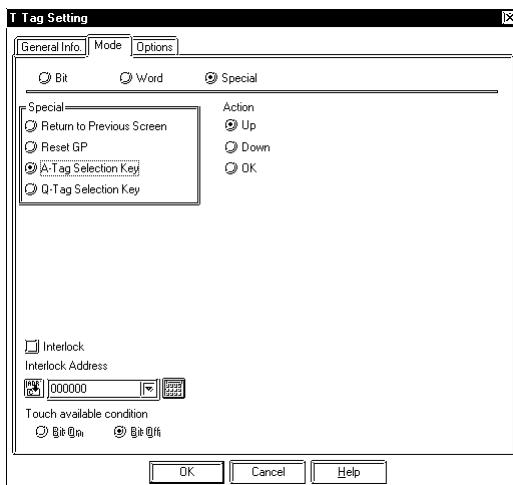 T Tag Setting
General Info. Mode Options
Bit Word Special
Special Action
Return to Previous Screen Up
Reset GP Down
A-Tag Selection Key OK
Q-Tag Selection Key
Interlock
Interlock Address
000000
Touch available condition
Bit On Bit Off
OK Cancel Help